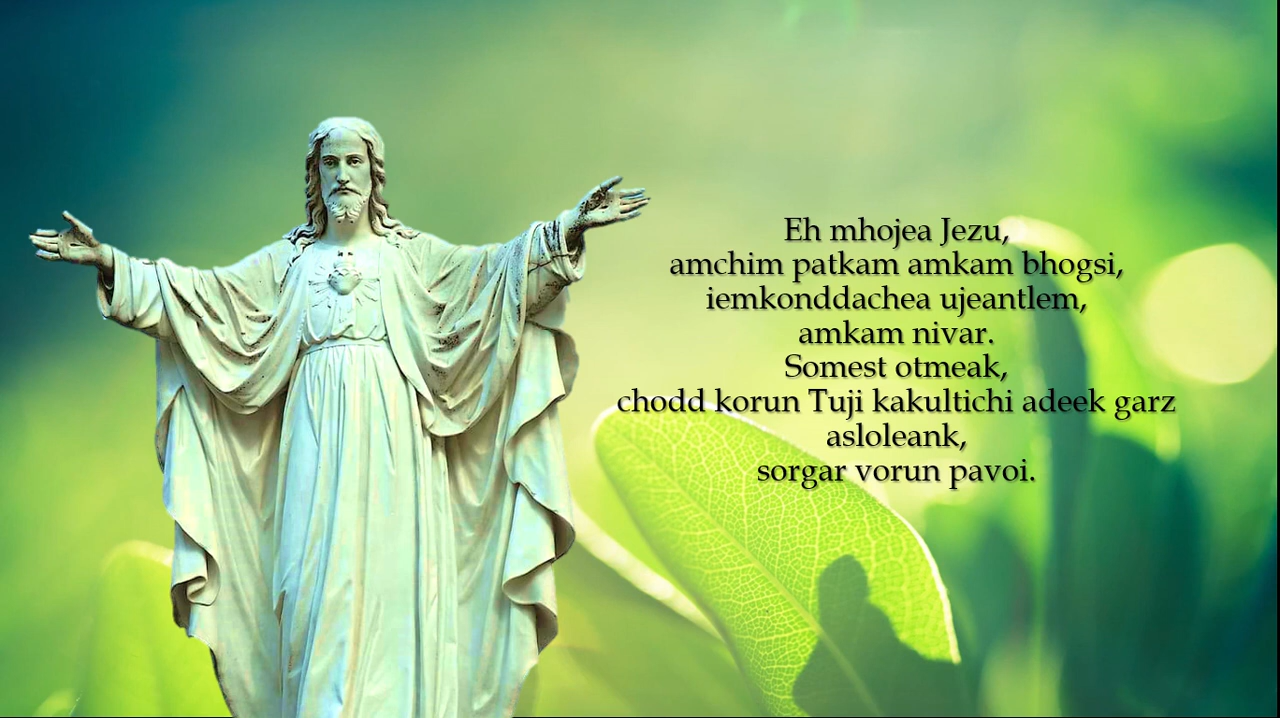 Eh mhojea Jezu,
amchim patkam amkam bhogsi,
iemkonddachea ujeantlem,
amkam nivar.
Somest otmeak,
chodd korun Tuji kakultichi adeek garz
asloleank,
sorgar vorun pavoi.